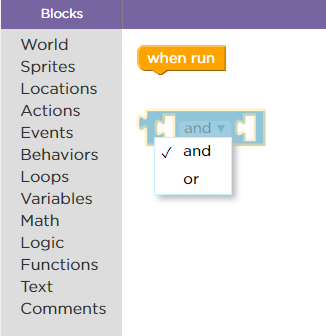 Blocks
World
Sprites
Locations
Actions
Events
Behaviors
Loops
Variables
Math
Logic
Functions
Text
Comments
when run
and ▼
✓ and
or